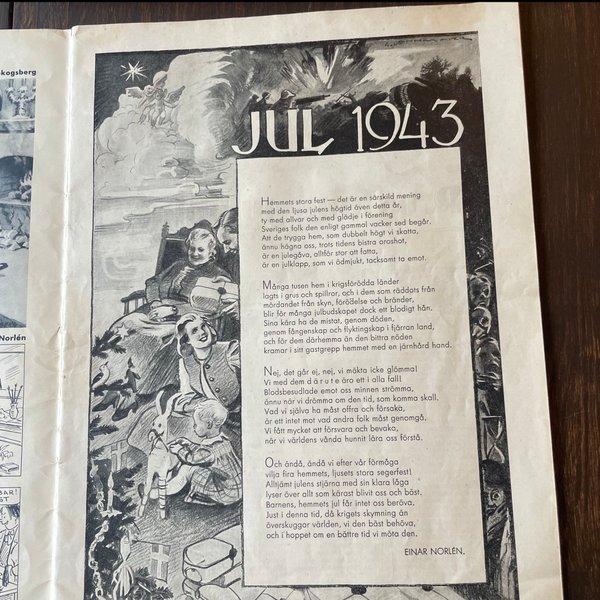 kogsberg
Norlén
BAR!
ST
JUL 1943
Hemmets stora fest — det är en särskild mening
med den ljusa julens högtid även detta år,
ty med allvar och med glädje i förening
Sveriges folk den enligt gammal vacker sed begår.
Att de trygga hem, som dubbelt högt vi skatta,
ännu hägna oss, trots tidens bistra oroshot,
är en julegåva, alltför stor att fatta,
är en julklapp, som vi ödmjukt, tacksamt ta emot.
Många tusen hem i krigsförödda länder
lagts i grus och spillror, och i dem som räddats från
mördandet från skyn, förödelse och bränder,
blir för många julbudskapet dock ett blodigt hån.
Sina kära ha de mistat, genom döden,
genom fångenskap och flyktingskap i fjärran land,
och för dem därhemma än den bittra nöden
kramar i sitt gastgrepp hemmet med en järnhård hand.
Nej, det går ej, nej, vi mäkta icke glömma!
Vi med dem därute äro ett i alla fall!
Blodsbesudlade emot oss minnen strömma,
ännu när vi drömma om den tid, som komma skall.
Vad vi själva ha måst offra och försaka,
är ett intet mot vad andra folk måst genomgå,
Vi fått mycket att försvara och bevaka,
när vi världens vånda hunnit lära oss förstå.
Och ändå, ändå vi efter vår förmåga
vilja fira hemmets, ljusets stora segerfest!
Alltjämt julens stjärna med sin klara låga
lyser över allt som kärast blivit oss och bäst.
Barnens, hemmets jul får intet oss beröva,
Just i denna tid, då krigets skymning än
överskuggar världen, vi den bäst behöva,
och i hoppet om en bättre tid vi möta den.
EINAR NORLÉN.